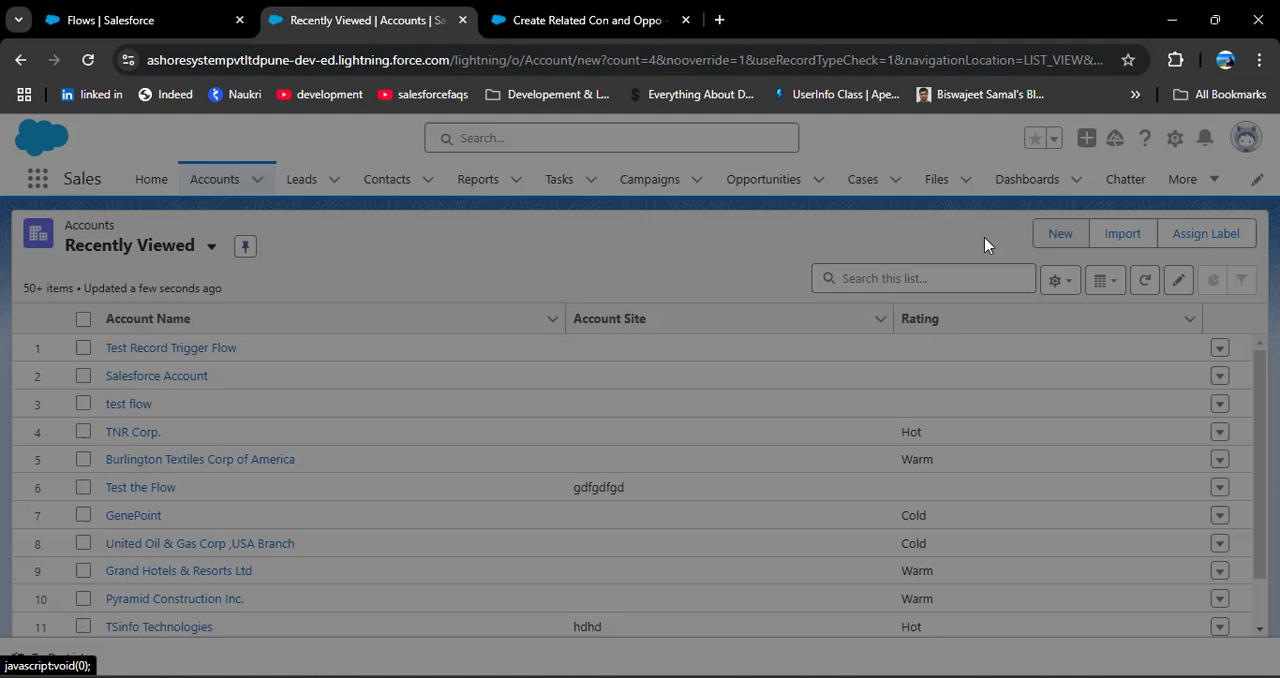 Flows | Salesforce
Recently Viewed | Accounts | Sa
Create Related Con and Oppo
ashoresystempvtltdpune-dev-ed.lightning.force.com/lightning/o/Account/new?count=4&nooverride=1&useRecordTypeCheck=1&navigationLocation=LIST_VIEW&...
linked in
Indeed
Naukri
development
salesforcefaqs
Developement & L...
Everything About D...
UserInfo Class | Ape...
Biswajeet Samal's Bl...
All Bookmarks
Search...
Sales
Home
Accounts
Leads
Contacts
Reports
Tasks
Campaigns
Opportunities
Cases
Files
Dashboards
Chatter
More
Accounts
Recently Viewed
New
Import
Assign Label
50+ items • Updated a few seconds ago
Search this list...
Account Name
Account Site
Rating
1 Test Record Trigger Flow
2 Salesforce Account
3 test flow
4 TNR Corp. Hot
5 Burlington Textiles Corp of America Warm
6 Test the Flow gdfgdfgd
7 GenePoint Cold
8 United Oil & Gas Corp ,USA Branch Cold
9 Grand Hotels & Resorts Ltd Warm
10 Pyramid Construction Inc. Warm
11 TSinfo Technologies hdhd Hot
javascript:void(0);